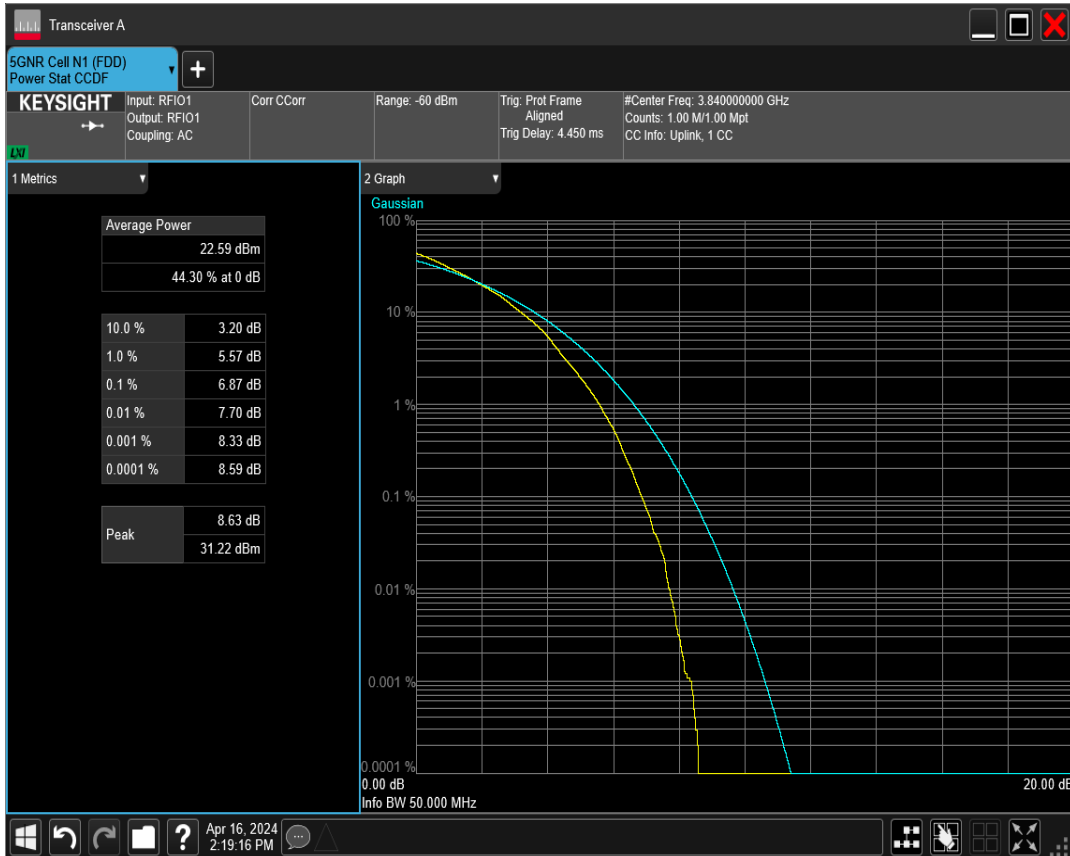 Transceiver A
5GNR Cell N1 (FDD)
Power Stat CCDF
+
KEYSIGHT
LXI
Input: RFIO1
Output: RFIO1
Coupling: AC
Corr CCorr
Range: -60 dBm
Trig: Prot Frame
Aligned
Trig Delay: 4.450 ms
#Center Freq: 3.840000000 GHz
Counts: 1.00 M/1.00 Mpt
CC Info: Uplink, 1 CC
1 Metrics
Average Power
22.59 dBm
44.30 % at 0 dB
10.0 % 3.20 dB
1.0 % 5.57 dB
0.1 % 6.87 dB
0.01 % 7.70 dB
0.001 % 8.33 dB
0.0001 % 8.59 dB
Peak
8.63 dB
31.22 dBm
2 Graph
Gaussian
100 %
10 %
1 %
0.1 %
0.01 %
0.001 %
0.0001 %
0.00 dB 20.00 dB
Info BW 50.000 MHz
?
Apr 16, 2024
2:19:16 PM